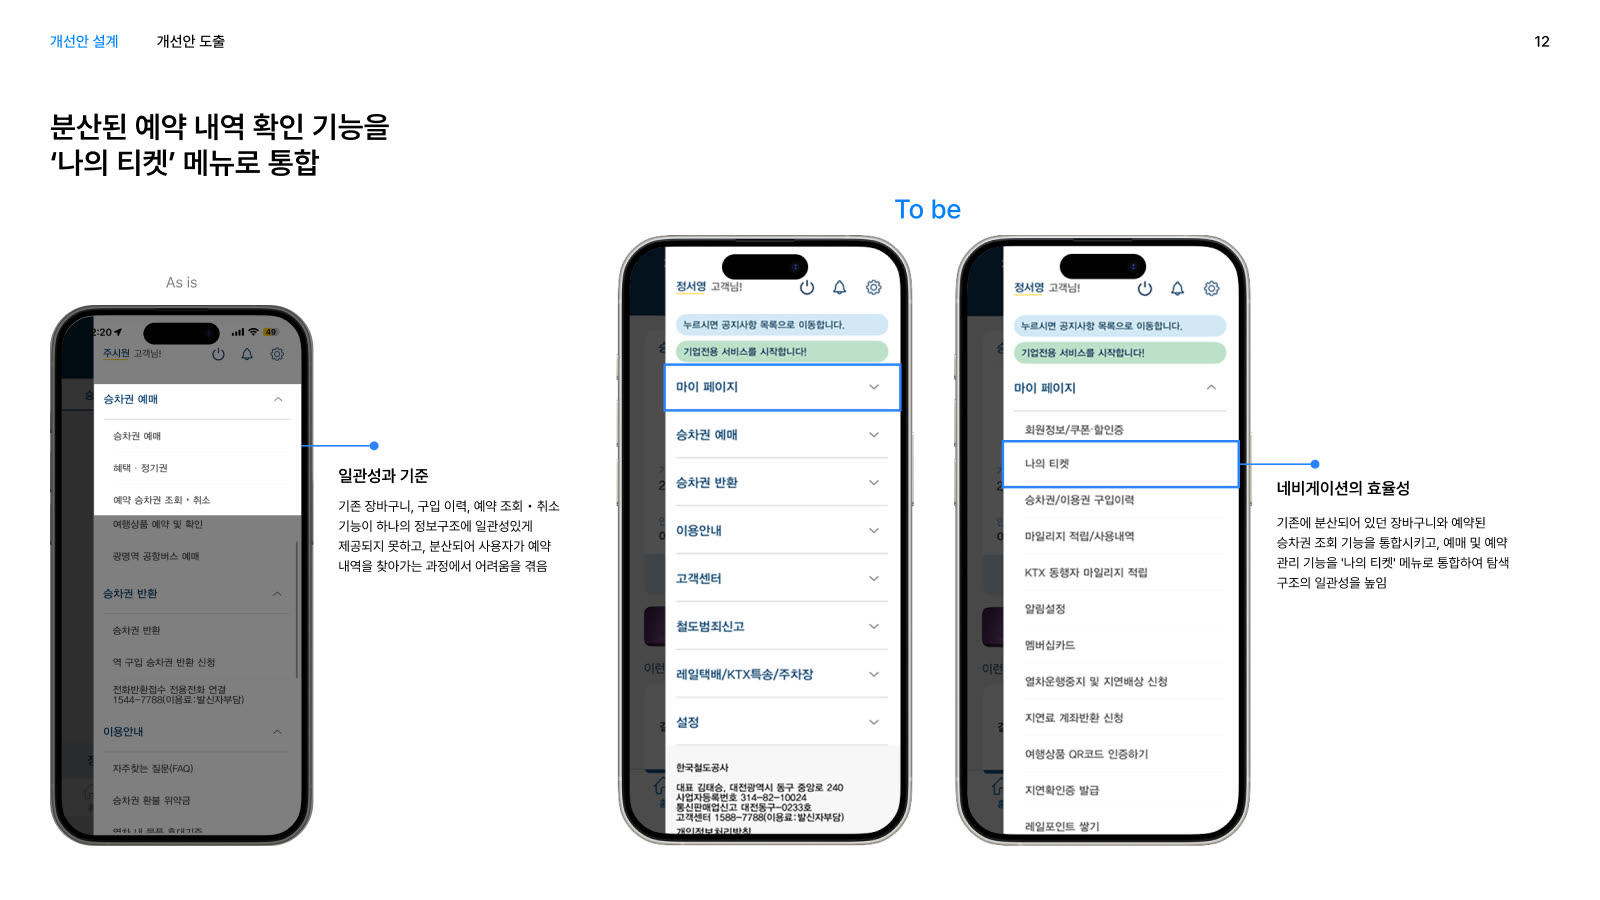 개선안 설계
개선안 도출
12
분산된 예약 내역 확인 기능을
‘나의 티켓’ 메뉴로 통합
As is
2:20
49
주시원 고객님!
승차권 예매
승차권 예매
혜택 · 정기권
예약 승차권 조회 • 취소
여행상품 예약 및 확인
광명역 공항버스 예매
승차권 반환
승차권 반환
역 구입 승차권 반환 신청
전화반환접수 전용전화 연결
1544-7788(이용료:발신자부담)
이용안내
자주찾는 질문(FAQ)
승차권 환불 위약금
열차 내 물품 휴대기준
일관성과 기준
기존 장바구니, 구입 이력, 예약 조회 • 취소
기능이 하나의 정보구조에 일관성있게
제공되지 못하고, 분산되어 사용자가 예약
내역을 찾아가는 과정에서 어려움을 겪음
To be
정서영 고객님!
누르시면 공지사항 목록으로 이동합니다.
기업전용 서비스를 시작합니다!
마이 페이지
승차권 예매
승차권 반환
이용안내
고객센터
철도범죄신고
레일택배/KTX특송/주차장
설정
한국철도공사
대표 김태승, 대전광역시 동구 중앙로 240
사업자등록번호 314-82-10024
통신판매업신고 대전동구-0233호
고객센터 1588-7788(이용료:발신자부담)
개인정보처리방침
이런
정서영 고객님!
누르시면 공지사항 목록으로 이동합니다.
기업전용 서비스를 시작합니다!
마이 페이지
회원정보/쿠폰·할인증
나의 티켓
승차권/이용권 구입이력
마일리지 적립/사용내역
KTX 동행자 마일리지 적립
알림설정
멤버십카드
열차운행중지 및 지연배상 신청
지연료 계좌반환 신청
여행상품 QR코드 인증하기
지연확인증 발급
레일포인트 쌓기
이런
네비게이션의 효율성
기존에 분산되어 있던 장바구니와 예약된
승차권 조회 기능을 통합시키고, 예매 및 예약
관리 기능을 '나의 티켓' 메뉴로 통합하여 탐색
구조의 일관성을 높임